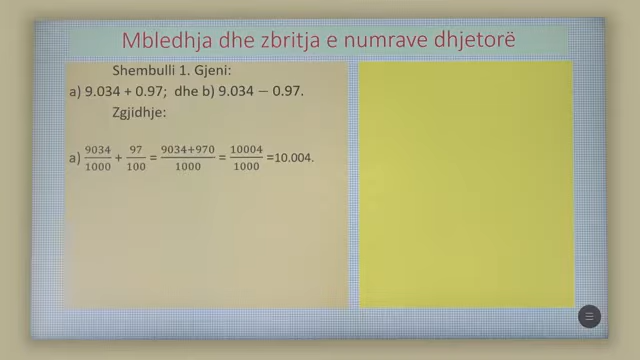 Mbledhja dhe zbritja e numrave dhjetorë
Shembulli 1. Gjeni:
a) 9.034 + 0.97; dhe b) 9.034 − 0.97.
Zgjidhje:
a) 9034/1000 + 97/100 = 9034+970/1000 = 10004/1000 =10.004.